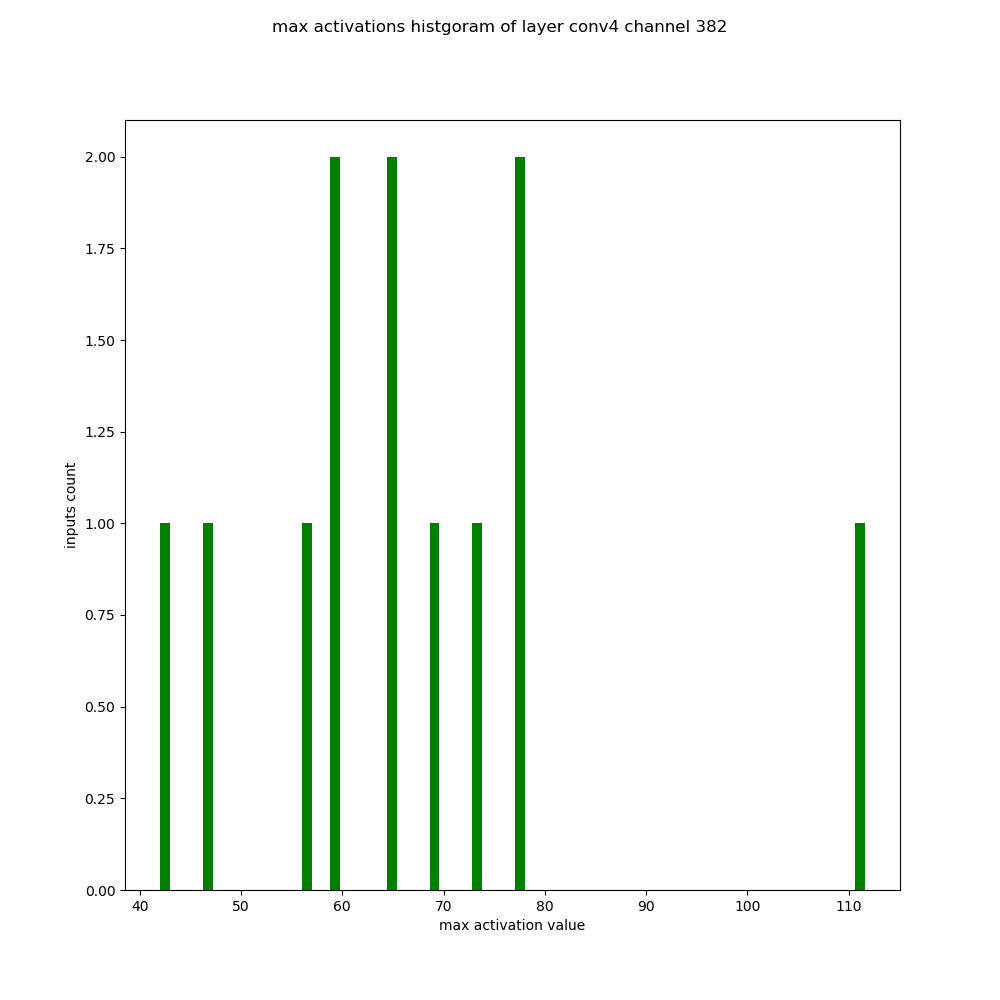 max activations histgoram of layer conv4 channel 382
2.00
1.75
1.50
1.25
1.00
0.75
0.50
0.25
0.00
inputs count
40 50 60 70 80 90 100 110
max activation value